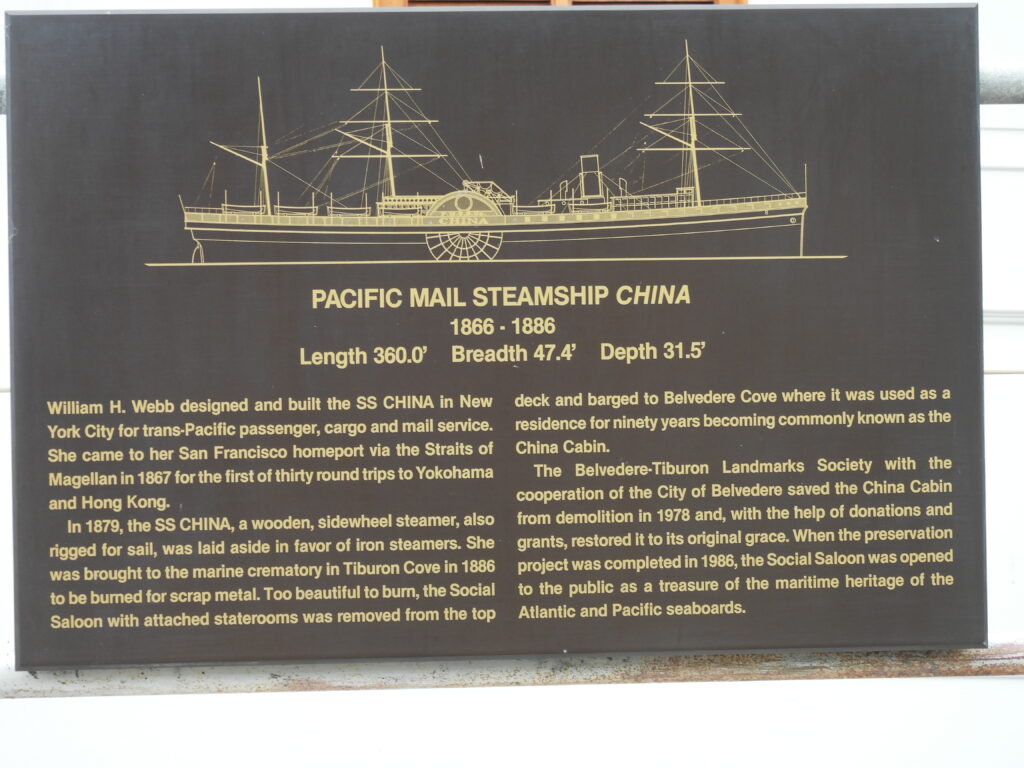 CHINA
PACIFIC MAIL STEAMSHIP CHINA
1866 - 1886
Length 360.0' Breadth 47.4' Depth 31.5'
William H. Webb designed and built the SS CHINA in New
York City for trans-Pacific passenger, cargo and mail service.
She came to her San Francisco homeport via the Straits of
Magellan in 1867 for the first of thirty round trips to Yokohama
and Hong Kong.
In 1879, the SS CHINA, a wooden, sidewheel steamer, also
rigged for sail, was laid aside in favor of iron steamers. She
was brought to the marine crematory in Tiburon Cove in 1886
to be burned for scrap metal. Too beautiful to burn, the Social
Saloon with attached staterooms was removed from the top
deck and barged to Belvedere Cove where it was used as a
residence for ninety years becoming commonly known as the
China Cabin.
The Belvedere-Tiburon Landmarks Society with the
cooperation of the City of Belvedere saved the China Cabin
from demolition in 1978 and, with the help of donations and
grants, restored it to its original grace. When the preservation
project was completed in 1986, the Social Saloon was opened
to the public as a treasure of the maritime heritage of the
Atlantic and Pacific seaboards.